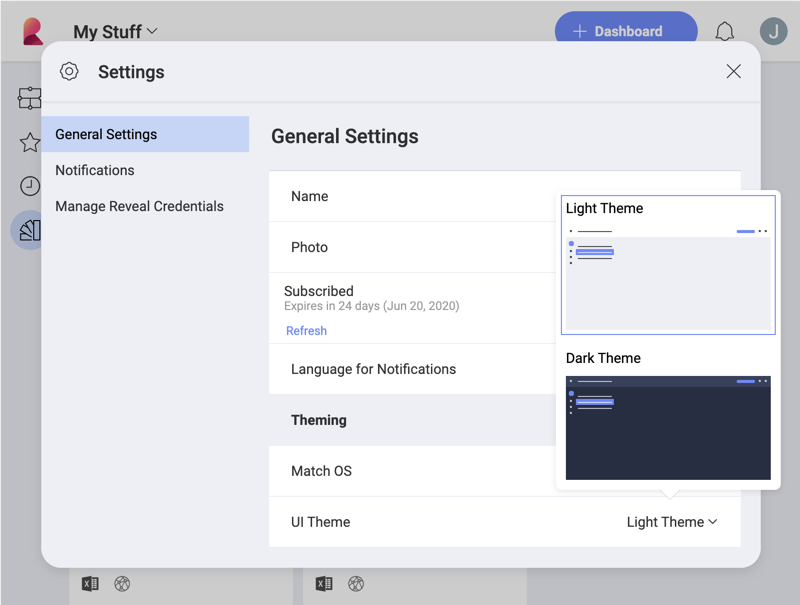 My Stuff
Dashboard
J
Settings
General Settings
Notifications
Manage Reveal Credentials
General Settings
Name
Photo
Subscribed
Expires in 24 days (Jun 20, 2020)
Refresh
Language for Notifications
Theming
Match OS
UI Theme
Light Theme
Light Theme
Dark Theme